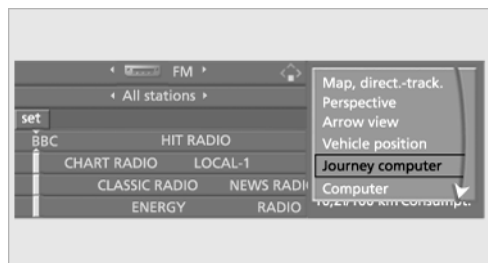 FM
All stations
set
BBC HIT RADIO
CHART RADIO LOCAL-1
CLASSIC RADIO NEWS
ENERGY RADIO
Map, direct.-track.
Perspective
Arrow view
Vehicle position
Journey computer
Computer